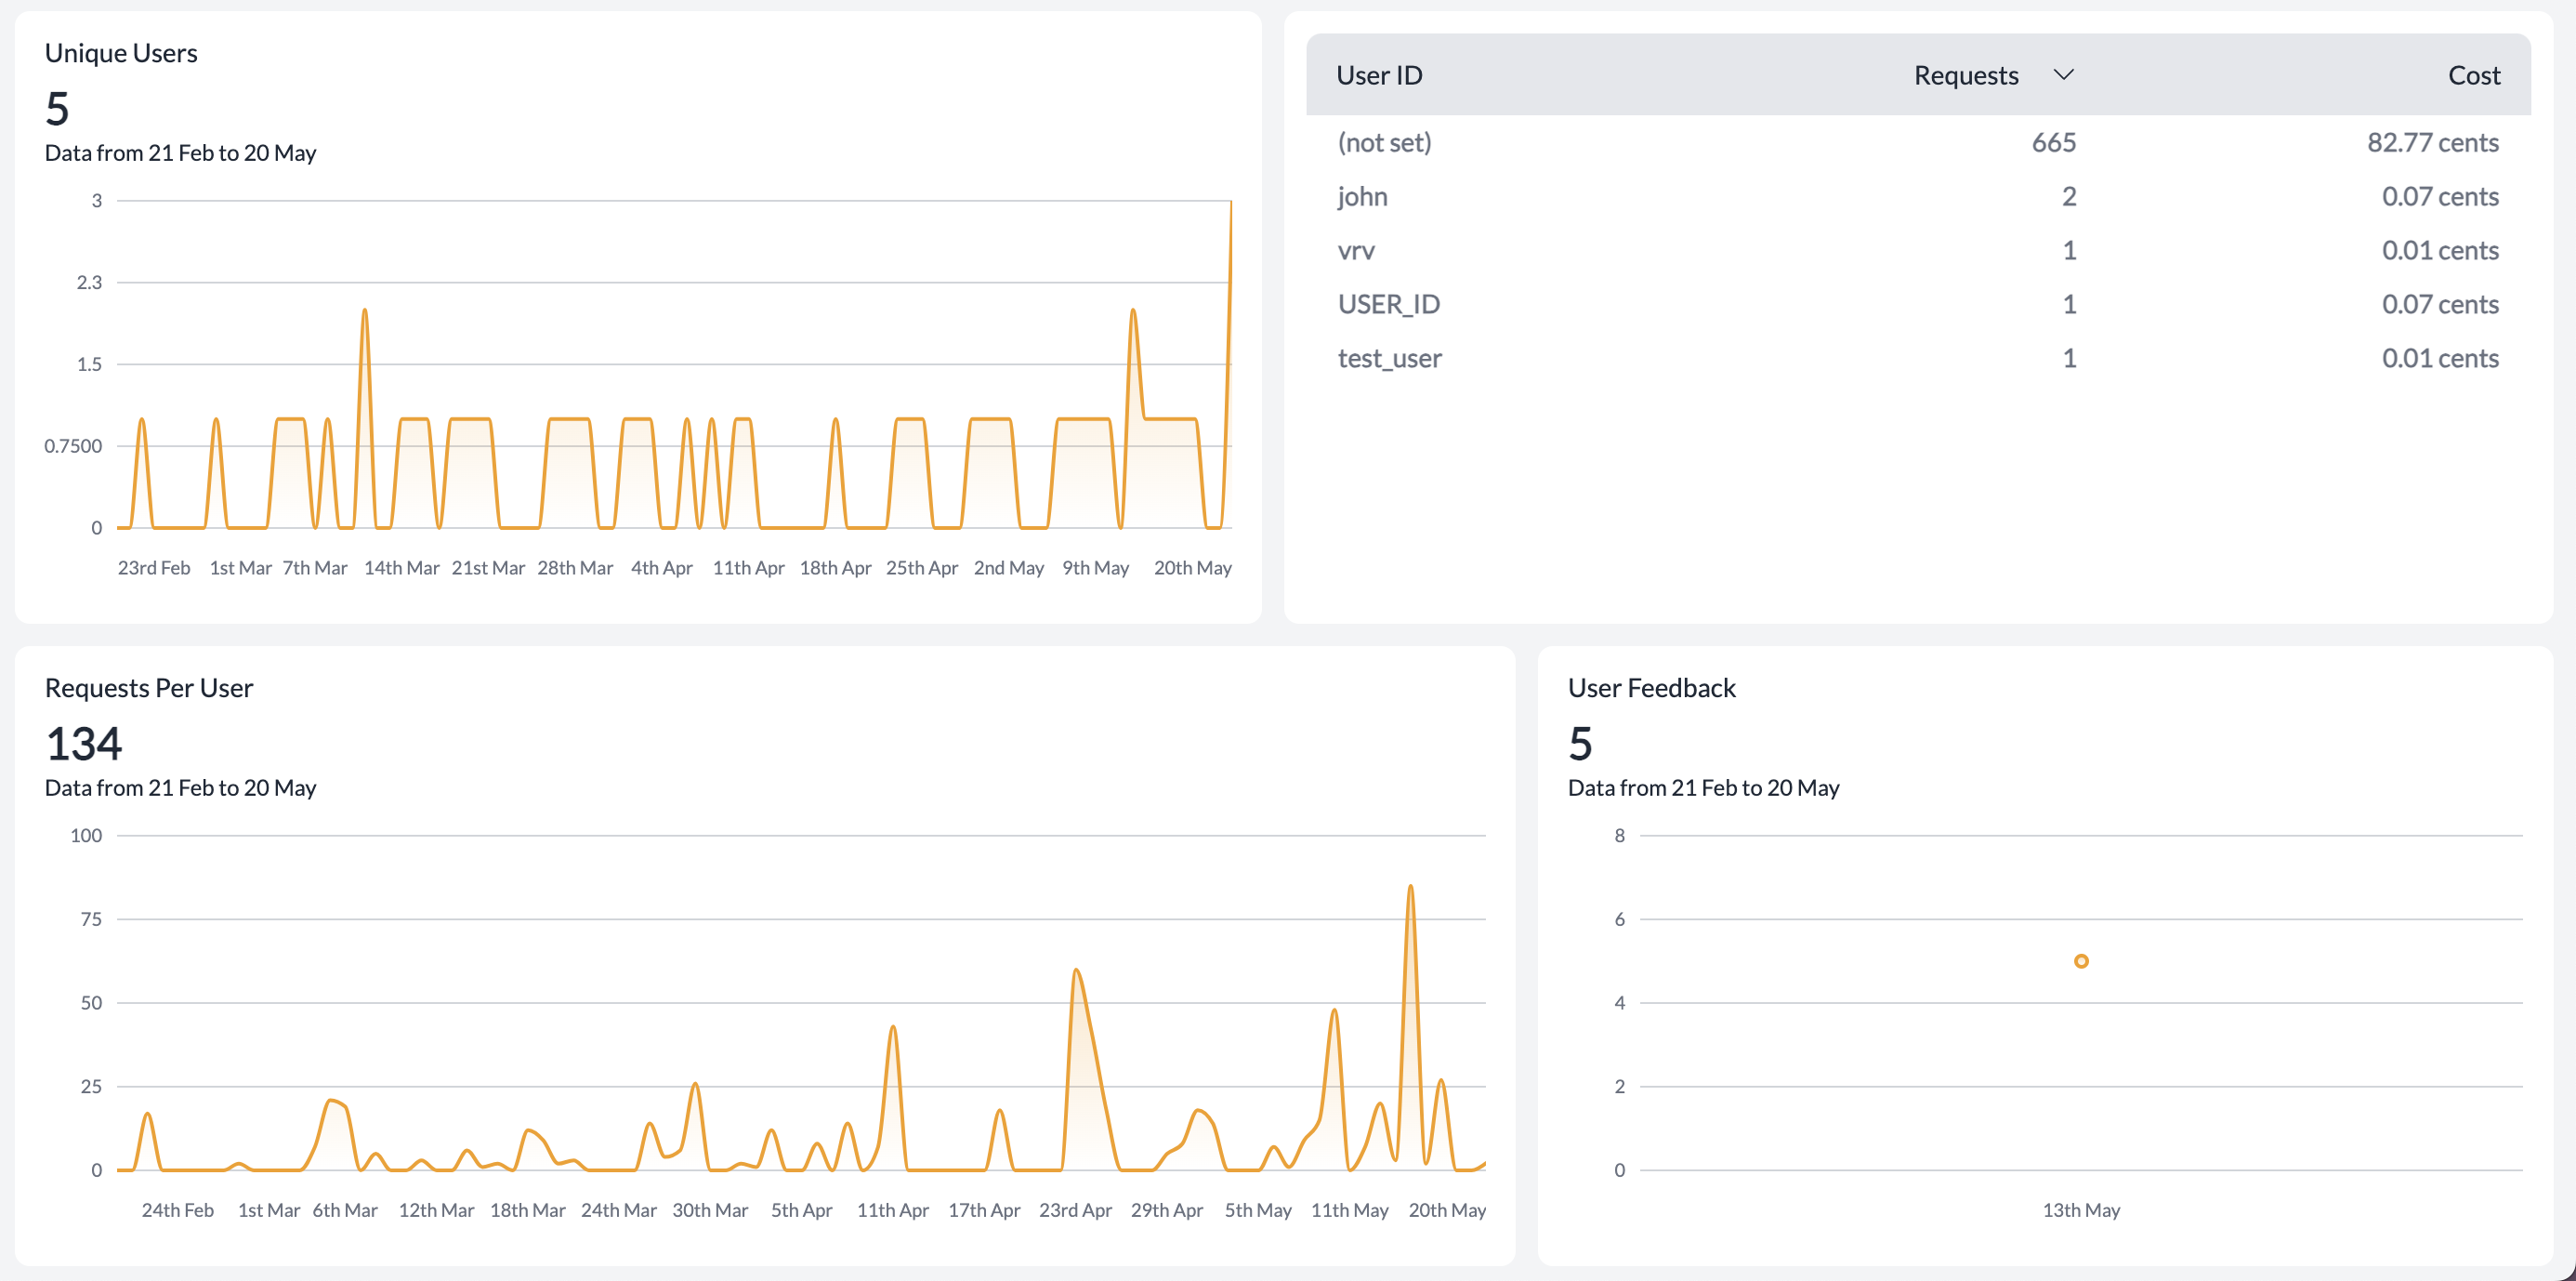 Unique Users
5
Data from 21 Feb to 20 May
3
2.3
1.5
0.7500
0
23rd Feb 1st Mar 7th Mar 14th Mar 21st Mar 28th Mar 4th Apr 11th Apr 18th Apr 25th Apr 2nd May 9th May 20th May
User ID Requests Cost
(not set) 665 82.77 cents
john 2 0.07 cents
vrv 1 0.01 cents
USER_ID 1 0.07 cents
test_user 1 0.01 cents
Requests Per User
134
Data from 21 Feb to 20 May
100
75
50
25
0
24th Feb 1st Mar 6th Mar 12th Mar 18th Mar 24th Mar 30th Mar 5th Apr 11th Apr 17th Apr 23rd Apr 29th Apr 5th May 11th May 20th May
User Feedback
5
Data from 21 Feb to 20 May
8
6
4
2
0
13th May